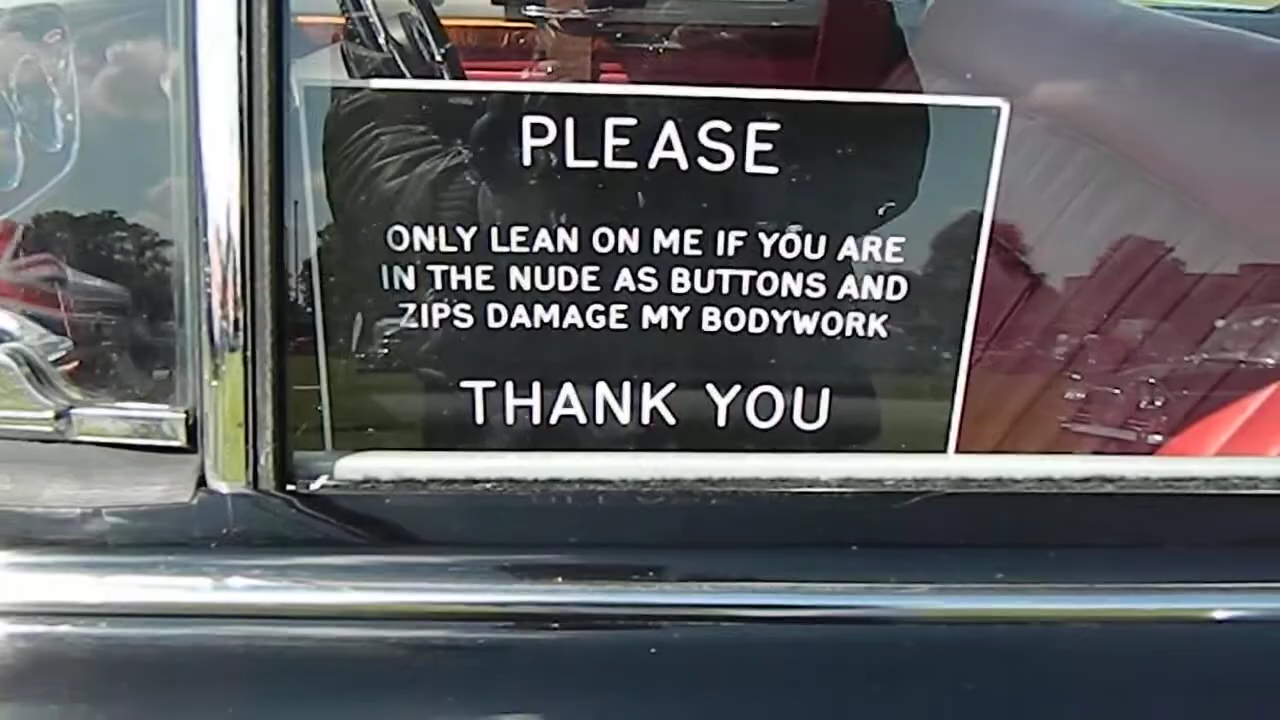 PLEASE
ONLY LEAN ON ME IF YOU ARE
IN THE NUDE AS BUTTONS AND
ZIPS DAMAGE MY BODYWORK
THANK YOU